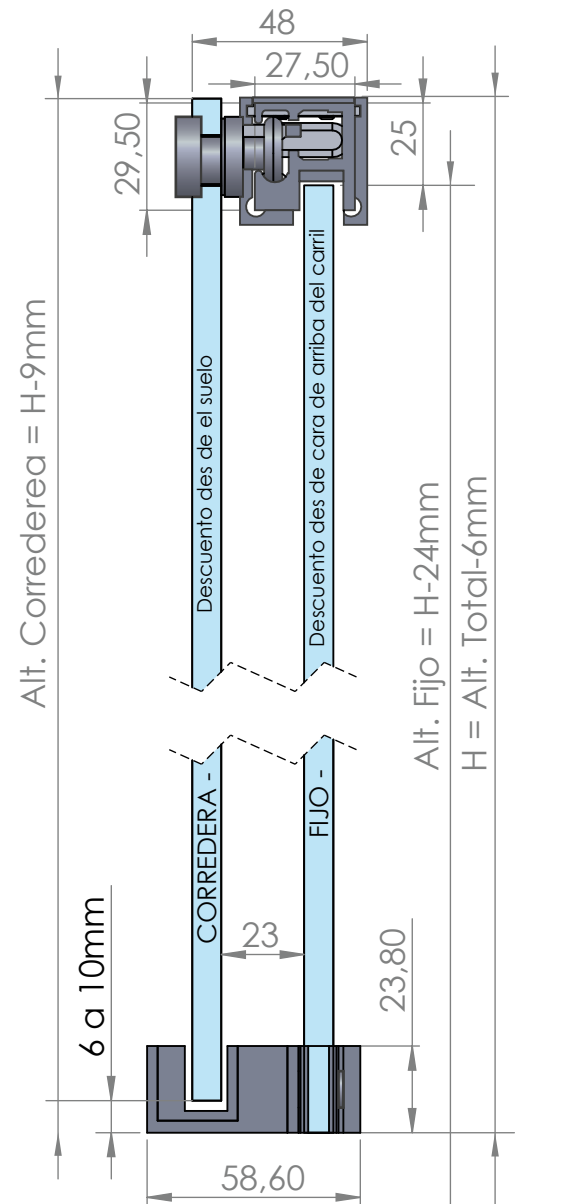 48
27,50
29,50
25
Descuento des de el suelo
Descuento des de cara de arriba del carril
Alt. Correderea = H-9mm
Alt. Fijo = H-24mm
H = Alt. Total-6mm
CORREDERA -
FIJO -
23
6 a 10mm
23,80
58,60